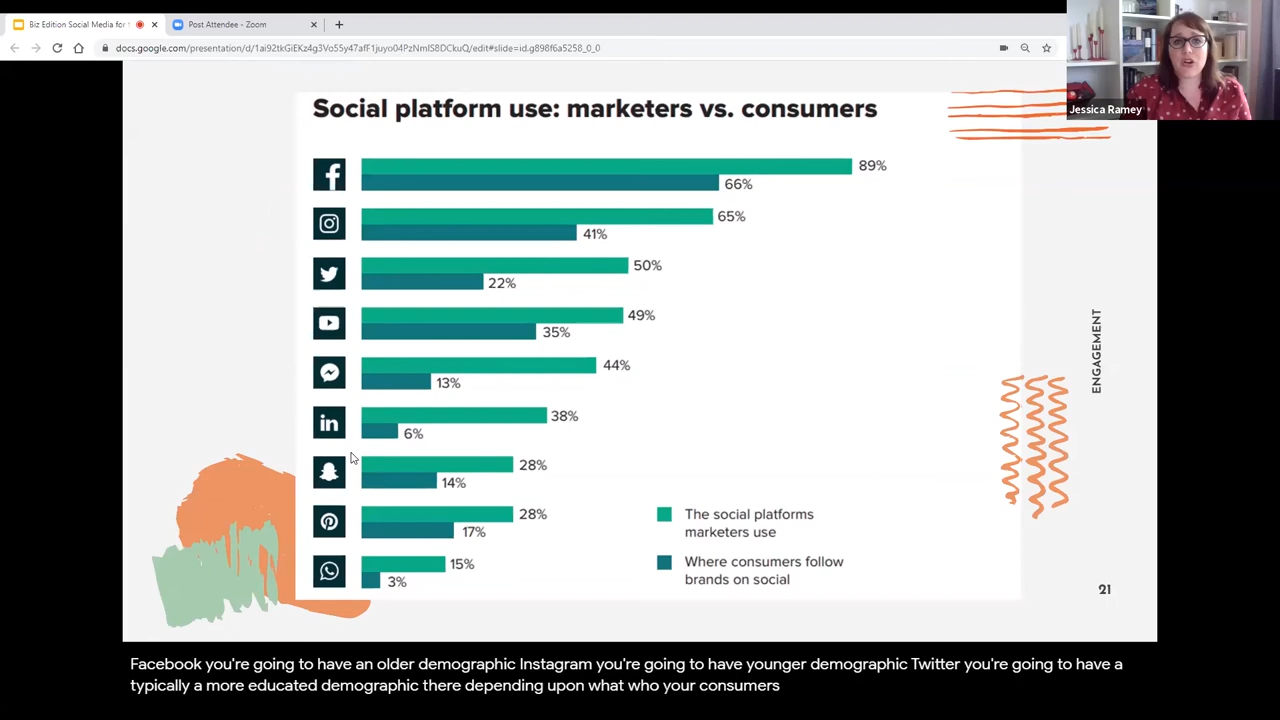 Biz Edition Social Media for
Post Attendee - Zoom
docs.google.com/presentation/d/1ai92tkGiEKz4g3Vo55y47afF1juyo04PzNmIS8DCkuQ/edit#slide=id.g898f6a5258_0_0
Jessica Ramey
Social platform use: marketers vs. consumers
89%
66%
65%
41%
50%
22%
49%
35%
44%
13%
in
38%
6%
28%
14%
28%
17%
15%
3%
The social platforms
marketers use
Where consumers follow
brands on social
ENGAGEMENT
21
Facebook you're going to have an older demographic Instagram you're going to have younger demographic Twitter you're going to have a
typically a more educated demographic there depending upon what who your consumers